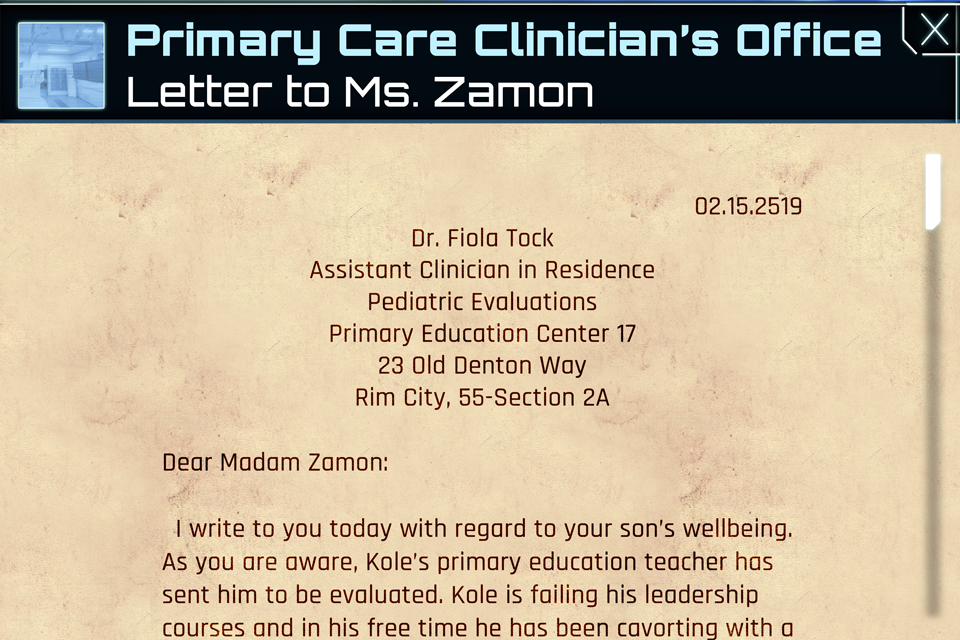 Primary Care Clinician's Office
Letter to Ms. Zamon
02.15.2519
Dr. Fiola Tock
Assistant Clinician in Residence
Pediatric Evaluations
Primary Education Center 17
23 Old Denton Way
Rim City, 55-Section 2A
Dear Madam Zamon:
I write to you today with regard to your son's wellbeing.
As you are aware, Kole's primary education teacher has
sent him to be evaluated. Kole is failing his leadership
courses and in his free time he has been cavorting with a